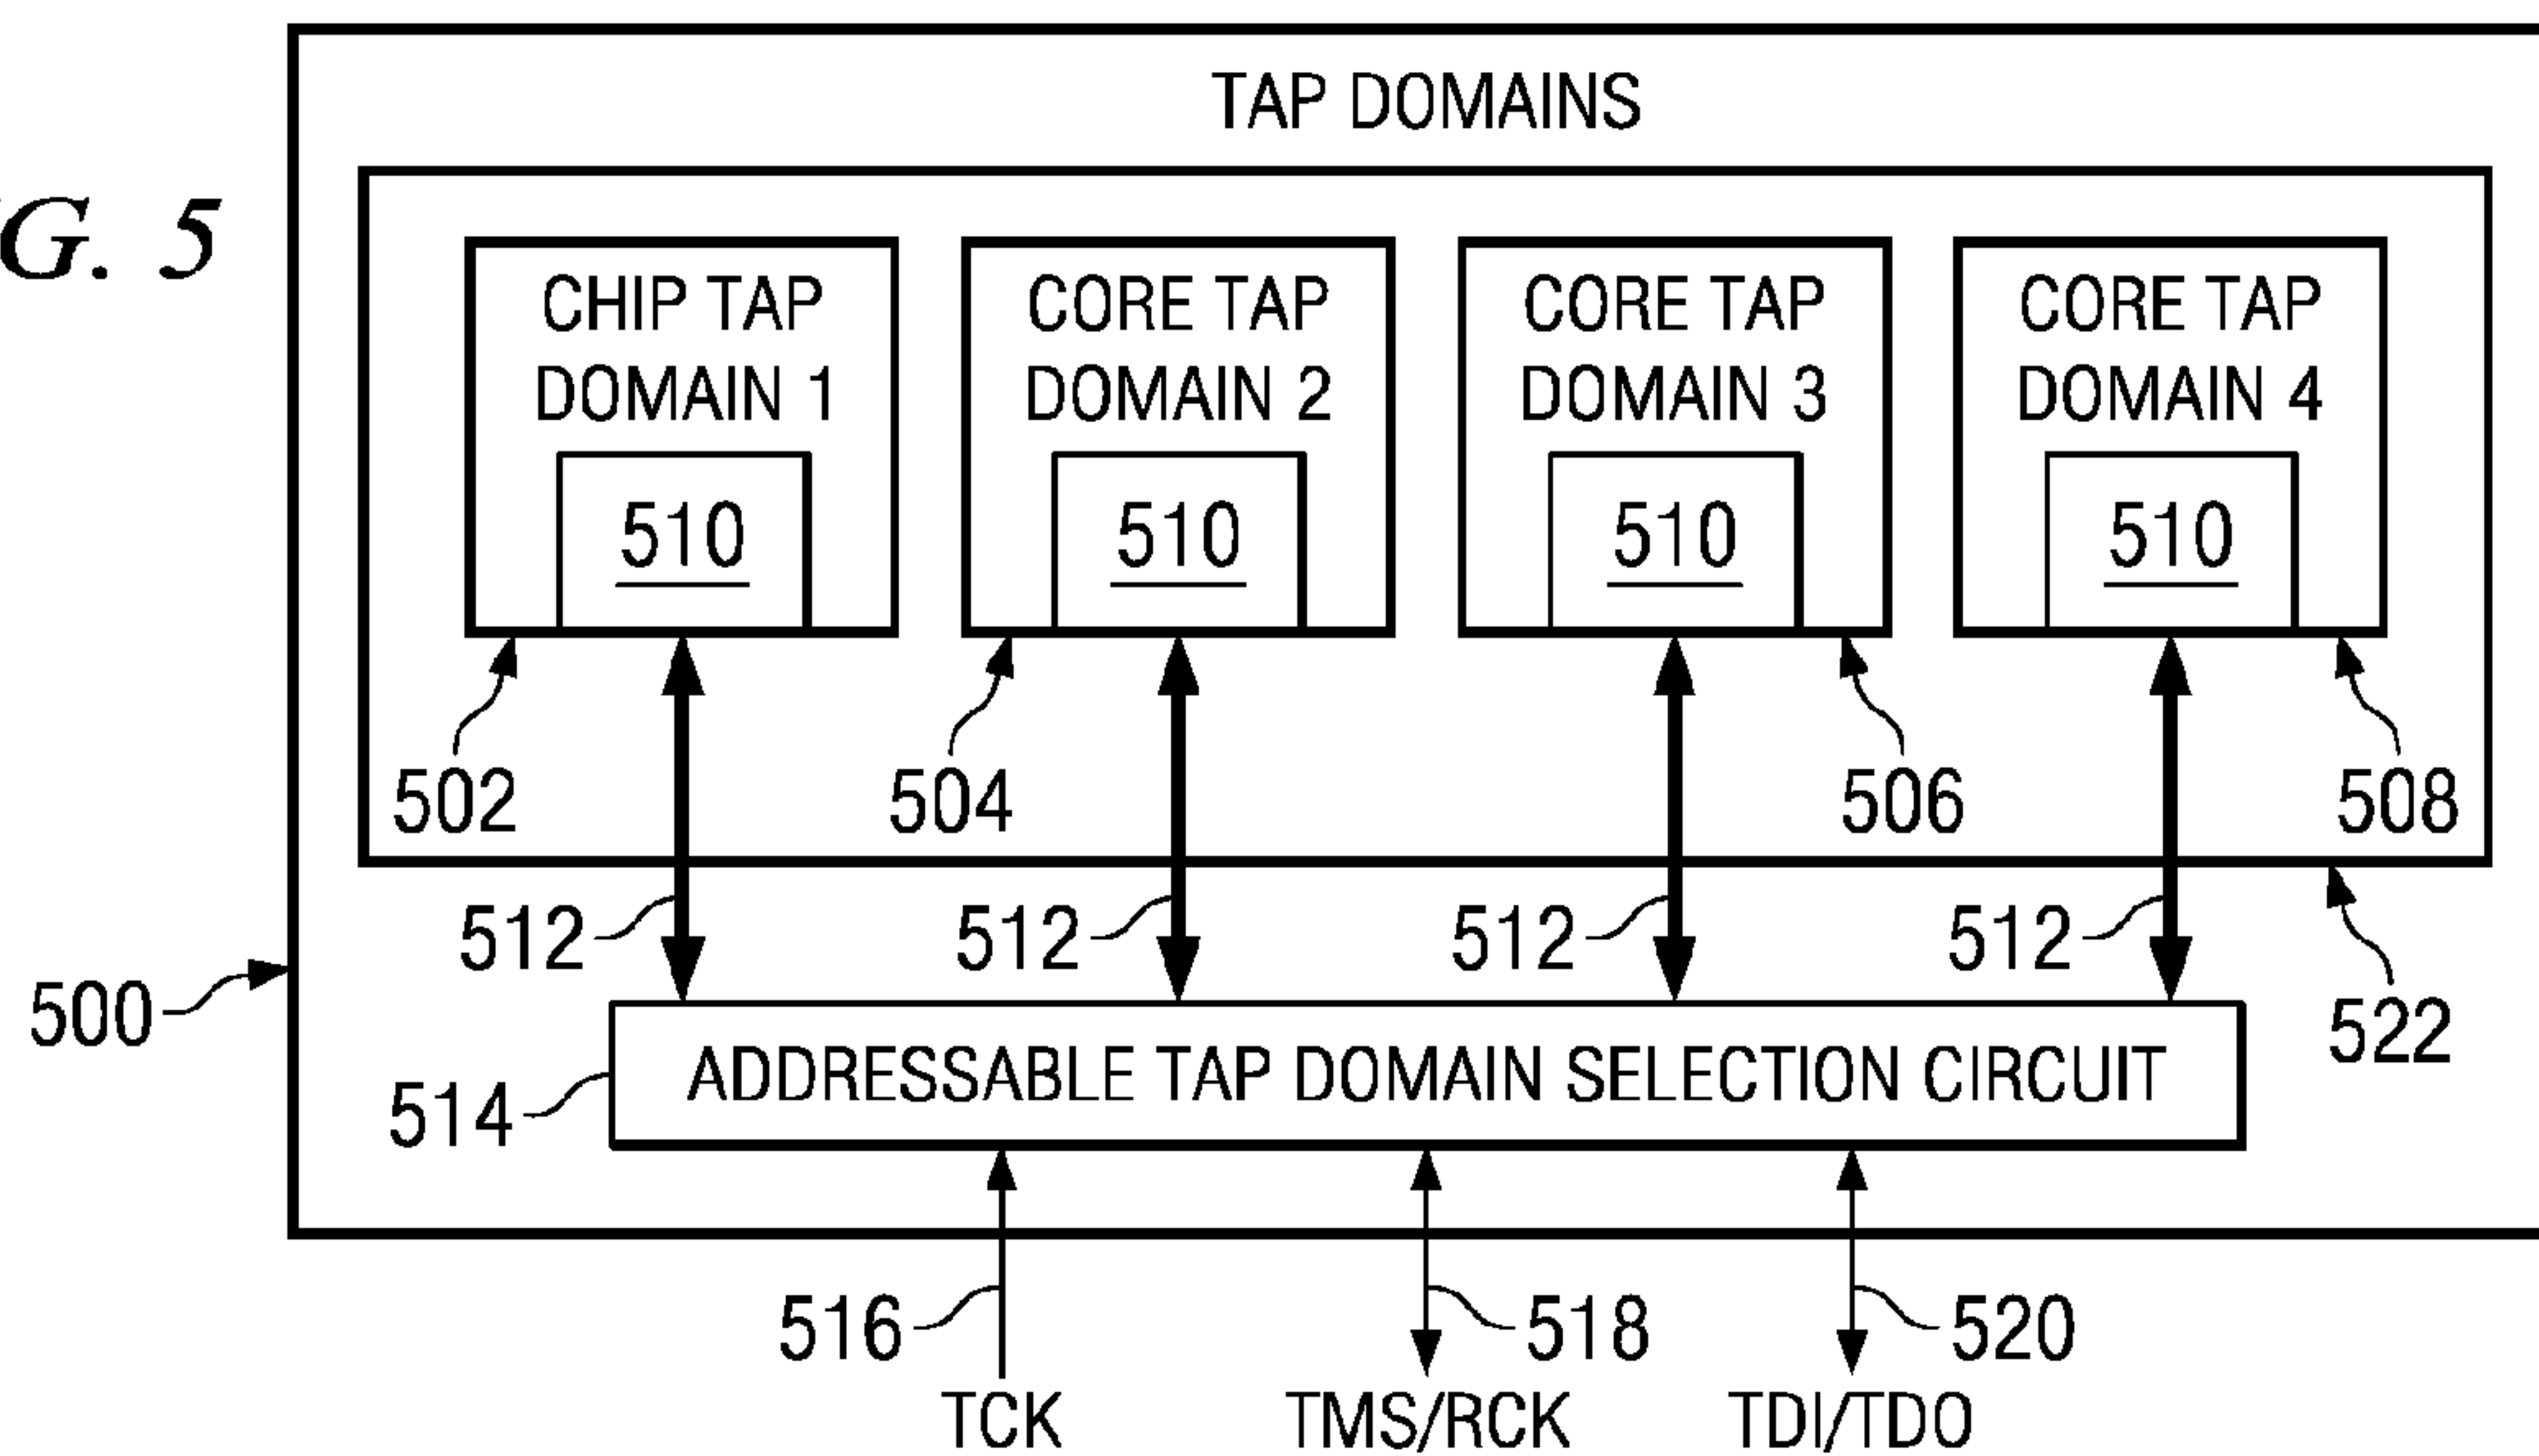 TAP DOMAINS
G. 5
CHIP TAP
DOMAIN 1
510
CORE TAP
DOMAIN 2
510
CORE TAP
DOMAIN 3
510
CORE TAP
DOMAIN 4
510
502
504
506
508
512
512
512
512
500
522
514
ADDRESSABLE TAP DOMAIN SELECTION CIRCUIT
516
518
520
TCK
TMS/RCK
TDI/TDO